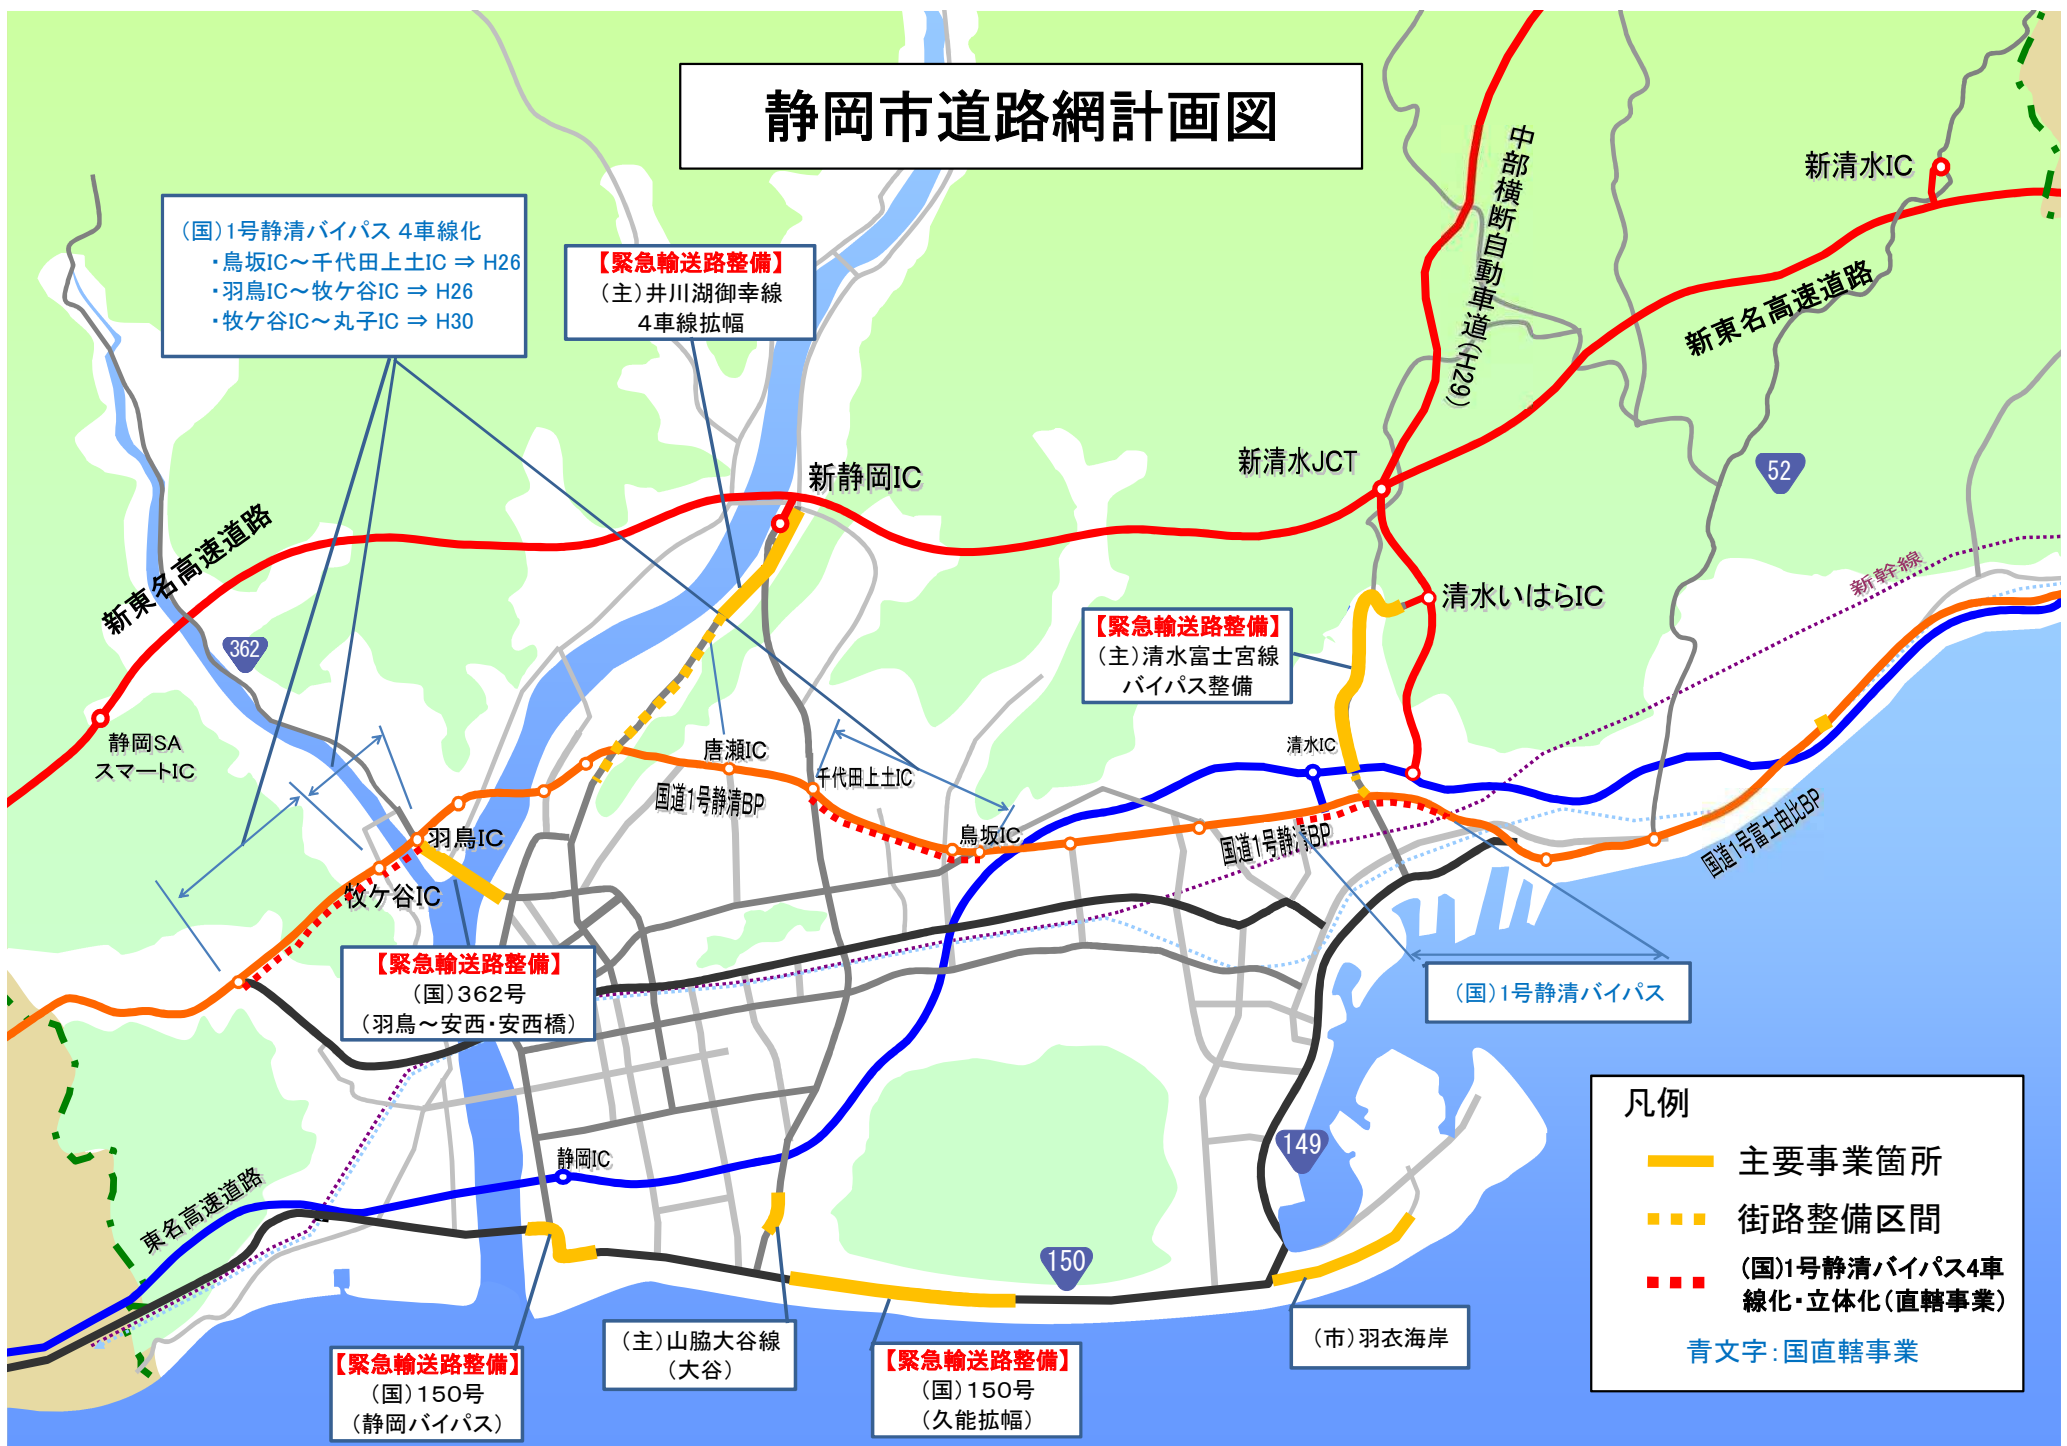 静岡市道路網計画図
(国)1号静清バイパス 4車線化
・鳥坂IC～千代田上土IC ⇒ H26
・羽鳥IC～牧ケ谷IC ⇒ H26
・牧ケ谷IC～丸子IC ⇒ H30
【緊急輸送路整備】
(主)井川湖御幸線
4車線拡幅
中部横断自動車道(H29)
新清水IC
新東名高速道路
新清水JCT
52
新静岡IC
新東名高速道路
新幹線
清水いはらIC
【緊急輸送路整備】
(主)清水富士宮線
バイパス整備
362
静岡SA
スマートIC
唐瀬IC
千代田上土IC
清水IC
国道1号静清BP
羽鳥IC
鳥坂IC
国道1号静清BP
国道1号富士由比BP
牧ケ谷IC
【緊急輸送路整備】
(国)362号
(羽鳥～安西・安西橋)
(国)1号静清バイパス
静岡IC
149
東名高速道路
150
【緊急輸送路整備】
(国)150号
(静岡バイパス)
(主)山脇大谷線
(大谷)
【緊急輸送路整備】
(国)150号
(久能拡幅)
(市)羽衣海岸
凡例
主要事業箇所
街路整備区間
(国)1号静清バイパス4車
線化・立体化(直轄事業)
青文字:国直轄事業